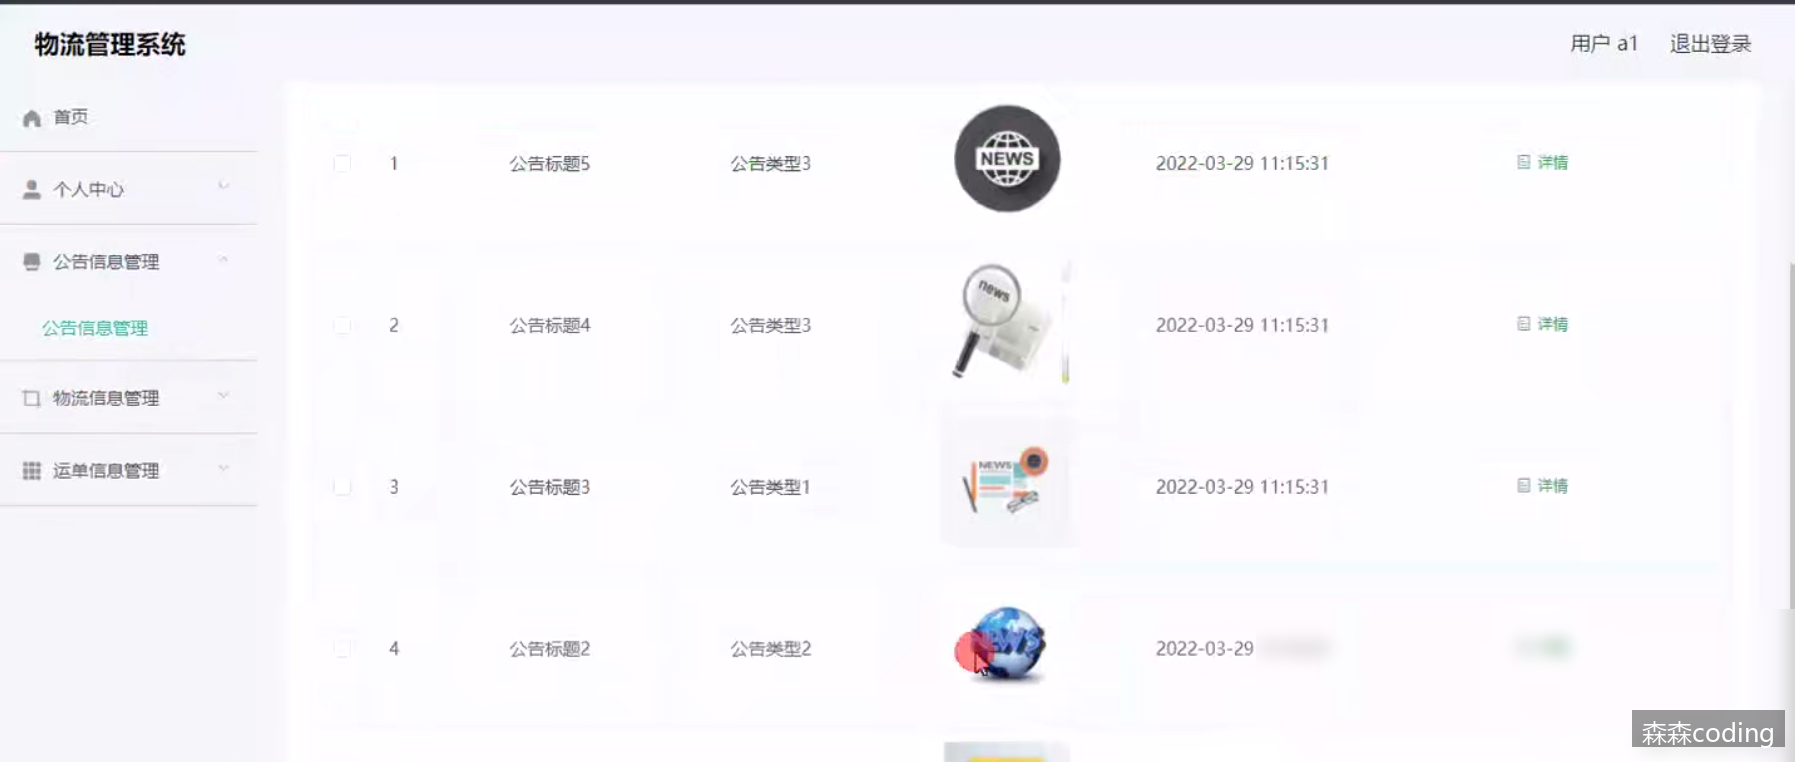 物流管理系统
用户 a1 退出登录
首页
个人中心
公告信息管理
公告信息管理
物流信息管理
运单信息管理
1 公告标题5 公告类型3 NEWS 2022-03-29 11:15:31 详情
2 公告标题4 公告类型3 news 2022-03-29 11:15:31 详情
3 公告标题3 公告类型1 NEWS 2022-03-29 11:15:31 详情
4 公告标题2 公告类型2 NEWS 2022-03-29
森森coding